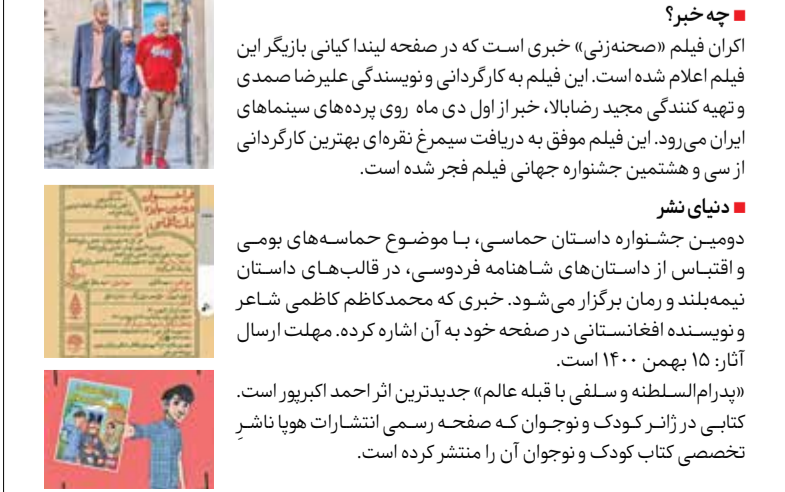 چه خبر؟
اکران فیلم «صحنه‌زنی» خبری است که در صفحه لیندا کیانی بازیگر این
فیلم اعلام شده است. این فیلم به کارگردانی و نویسندگی علیرضا صمدی
و تهیه کنندگی مجید رضابالا، خبر از اول دی ماه روی پرده‌های سینماهای
ایران می‌رود. این فیلم موفق به دریافت سیمرغ نقره‌ای بهترین کارگردانی
از سی و هشتمین جشنواره جهانی فیلم فجر شده است.
دنیای نشر
دومین جشنواره داستان حماسی، با موضوع حماسه‌های بومی
و اقتباس از داستان‌های شاهنامه فردوسی، در قالب‌های داستان
نیمه‌بلند و رمان برگزار می‌شود. خبری که محمدکاظم کاظمی شاعر
و نویسنده افغانستانی در صفحه خود به آن اشاره کرده. مهلت ارسال
آثار: ۱۵ بهمن ۱۴۰۰ است.
«پدرام‌السلطنه و سلفی با قبله عالم» جدیدترین اثر احمد اکبرپور است.
کتابی در ژانر کودک و نوجوان که صفحه رسمی انتشارات هوپا ناشرِ
تخصصی کتاب کودک و نوجوان آن را منتشر کرده است.